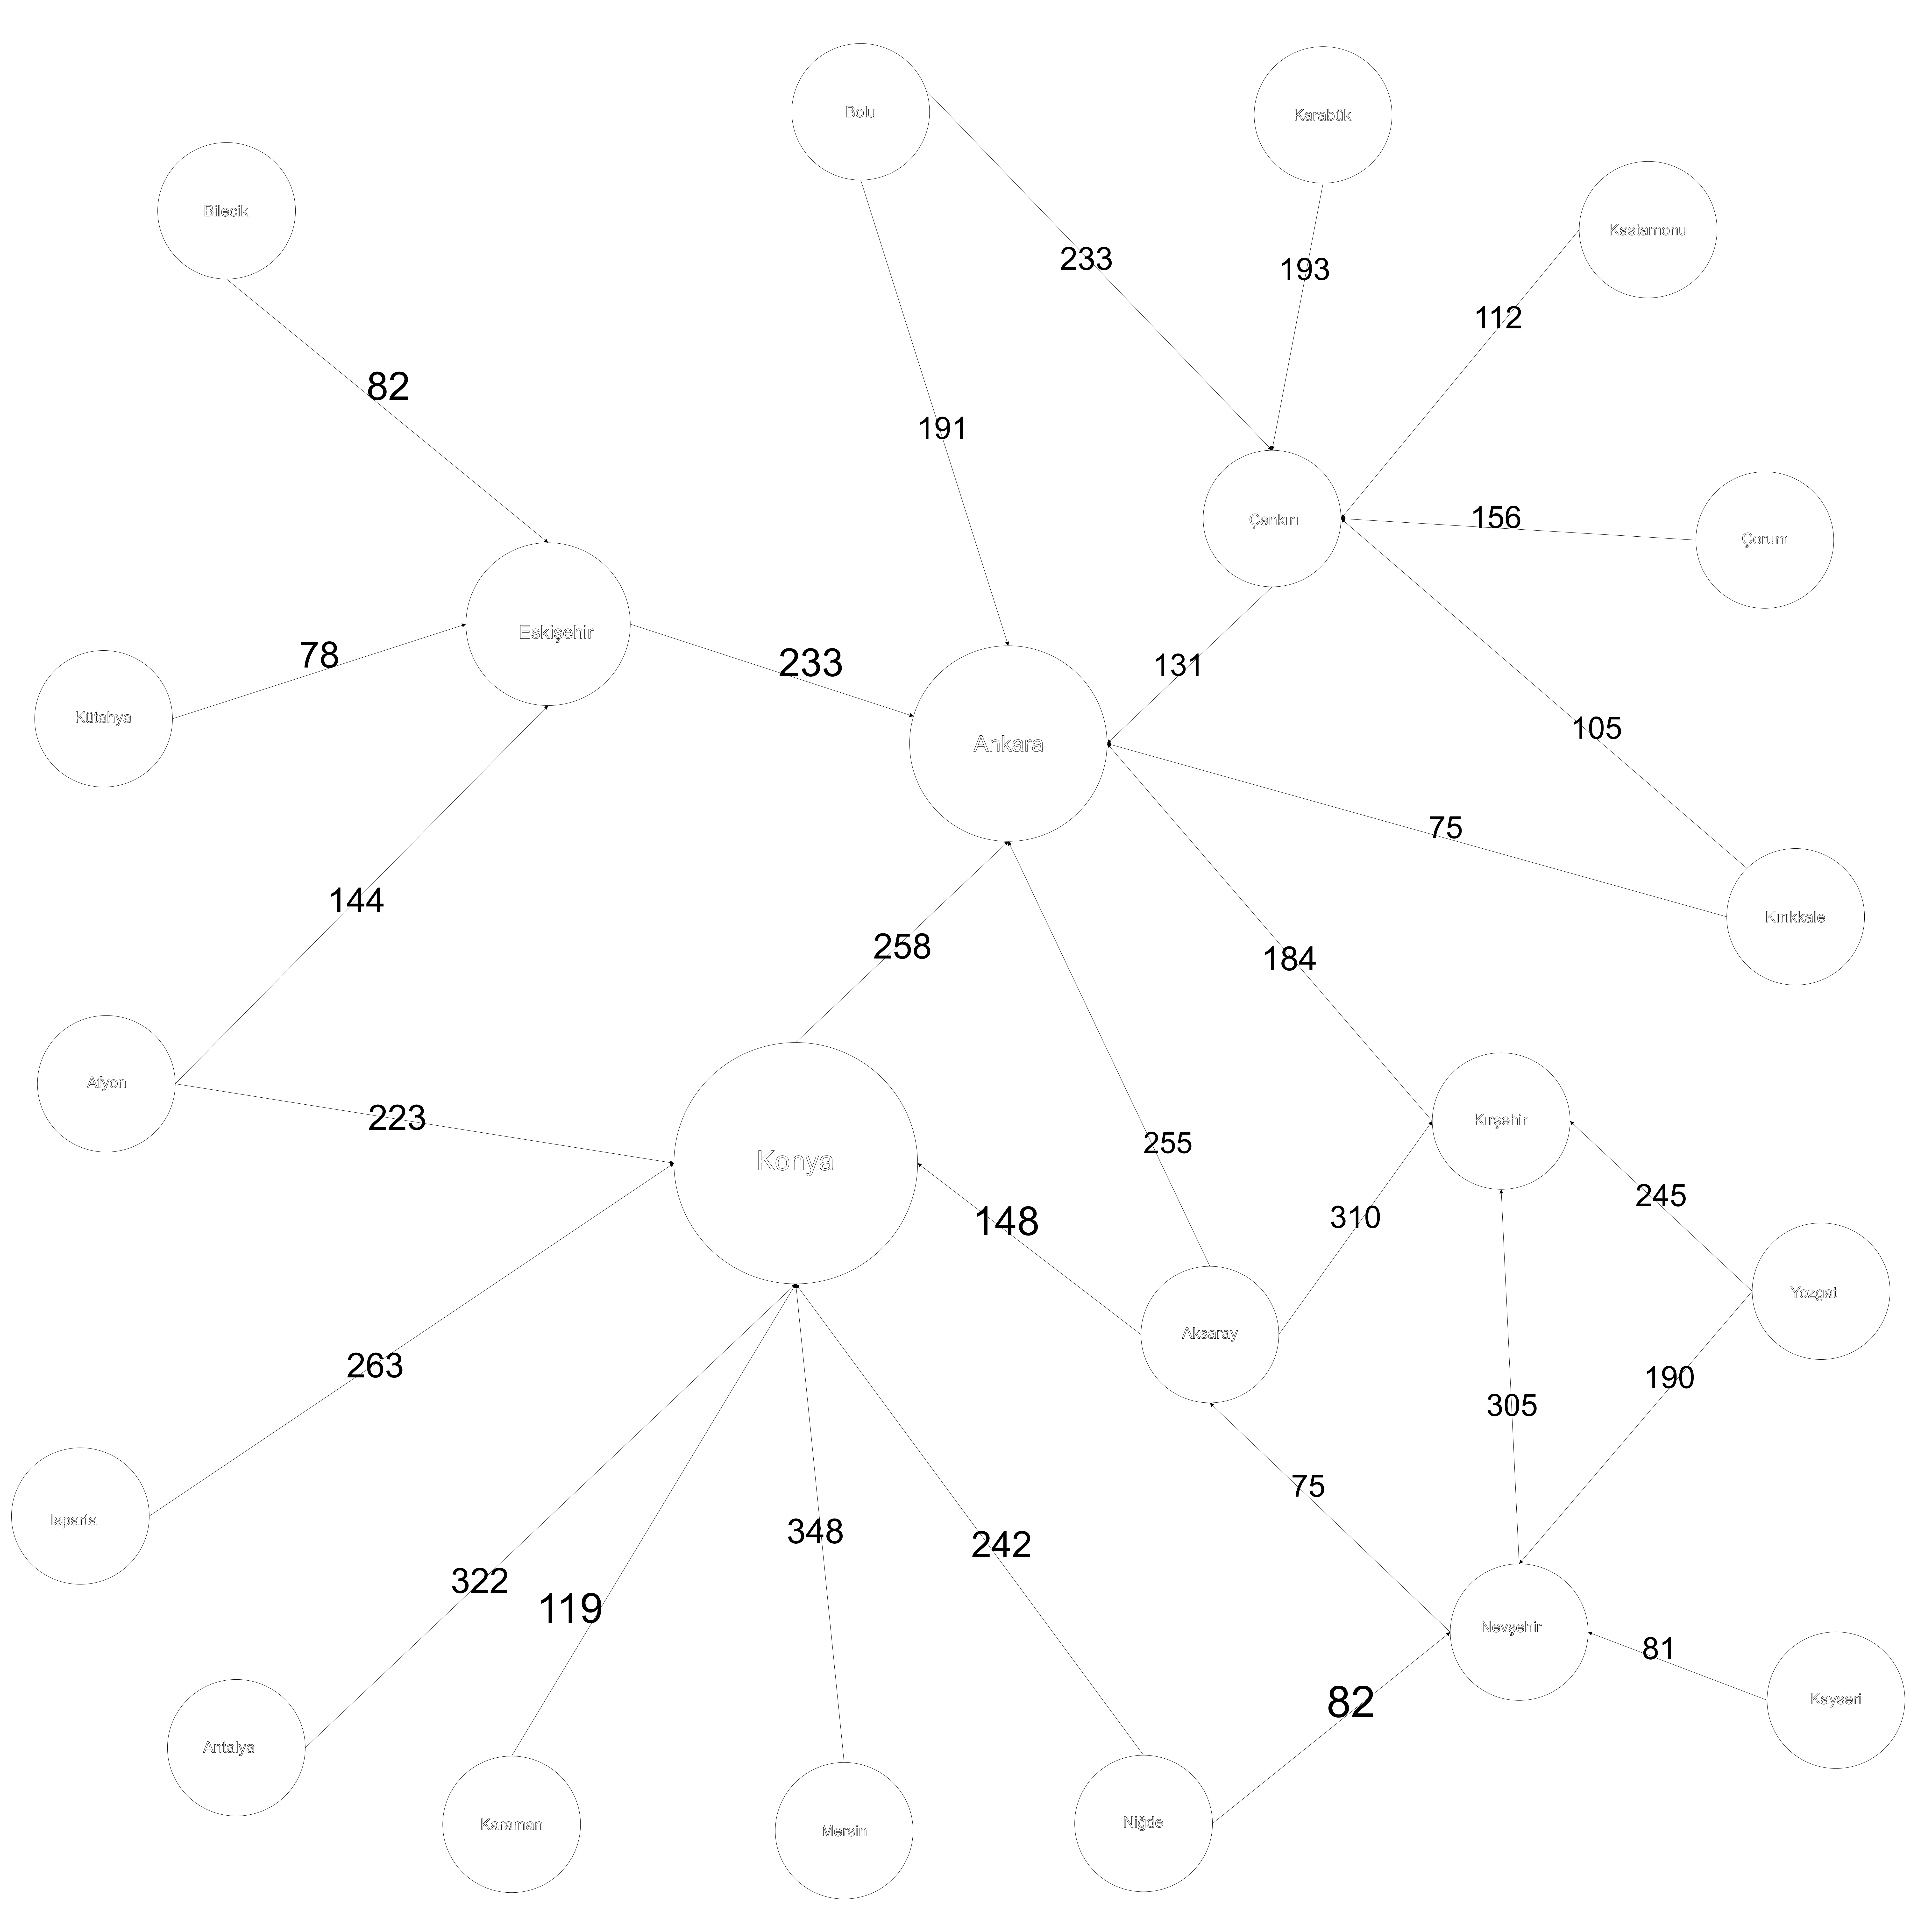 Bolu
Karabük
Bilecik
Kastamonu
233
193
112
82
191
156
Çankırı
Çorum
Eskişehir
78
233
131
Kütahya
105
Ankara
75
144
258
184
Kırıkkale
Afyon
223
Kırşehir
Konya
255
148
310
245
Yozgat
Aksaray
263
190
305
75
Isparta
348
242
322
119
Nevşehir
81
82
Kayseri
Antalya
Karaman
Mersin
Niğde